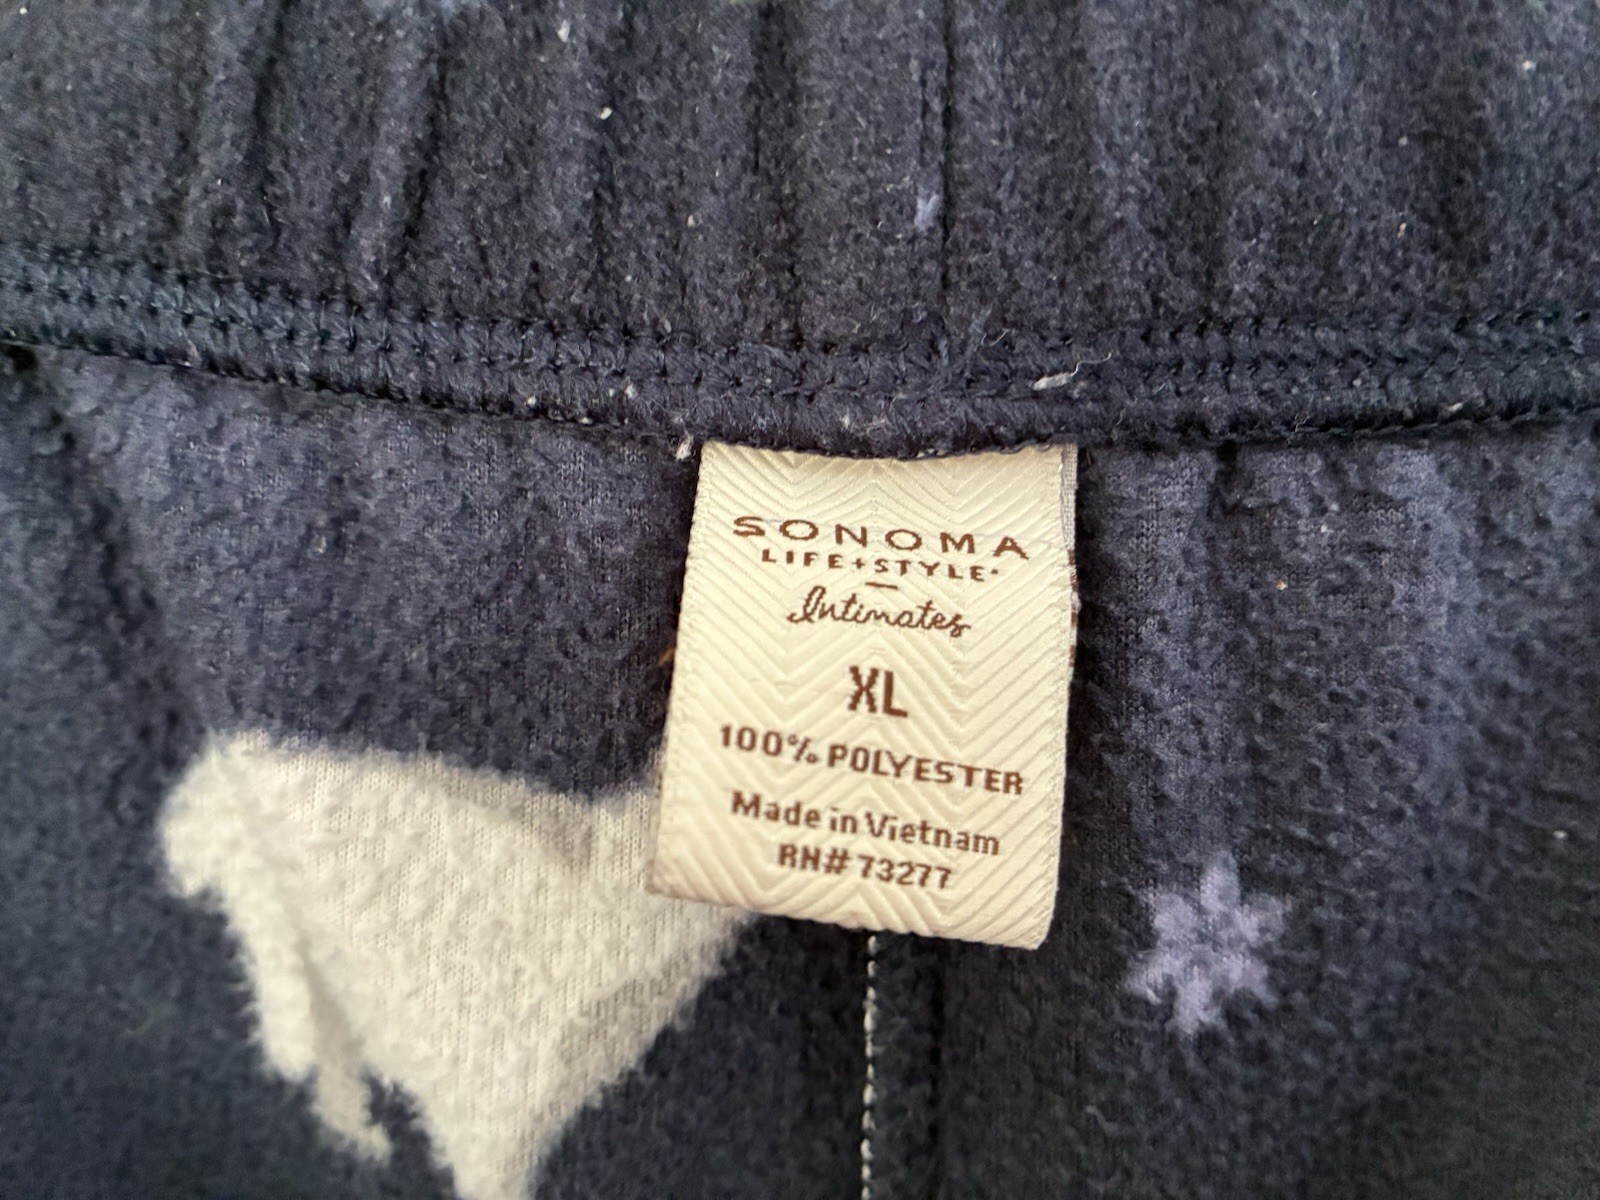 SONOMA
LIFE+STYLE
Intimates
XL
100% POLYESTER
Made in Vietnam
RN# 73277